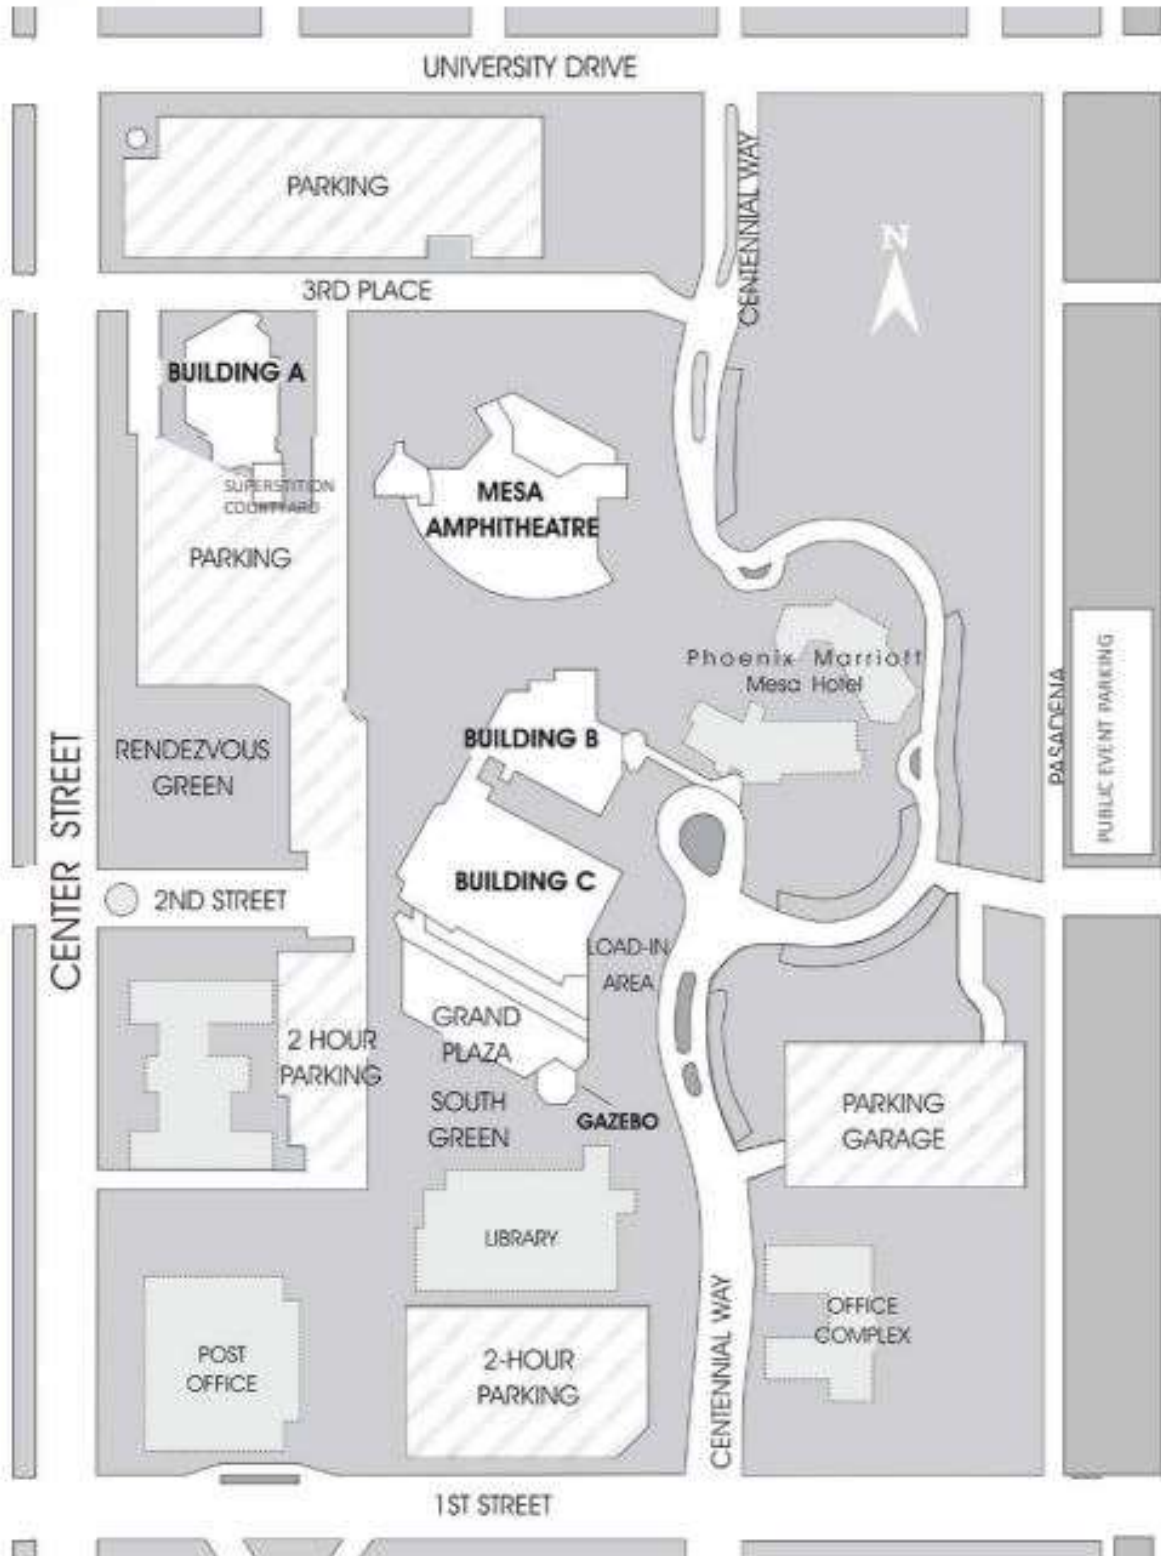 UNIVERSITY DRIVE
PARKING
CENTENNIAL WAY
N
3RD PLACE
BUILDING A
SUPERSTITION
COURTYARD
MESA
AMPHITHEATRE
PARKING
Phoenix Marriott
Mesa Hotel
PUBLIC EVENT PARKING
PASADENA
RENDEZVOUS
GREEN
BUILDING B
CENTER STREET
BUILDING C
2ND STREET
LOAD-IN
AREA
GRAND
PLAZA
2 HOUR
PARKING
SOUTH
GREEN
GAZEBO
PARKING
GARAGE
LIBRARY
OFFICE
COMPLEX
POST
OFFICE
2-HOUR
PARKING
CENTENNIAL WAY
1ST STREET